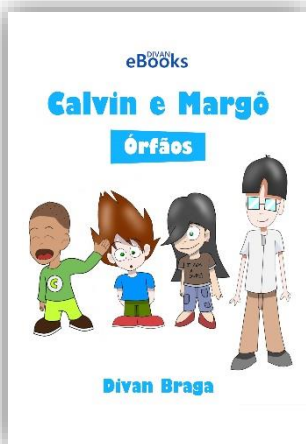 DIVAN
eBooks
Calvin e Margô
Órfãos
Divan Braga